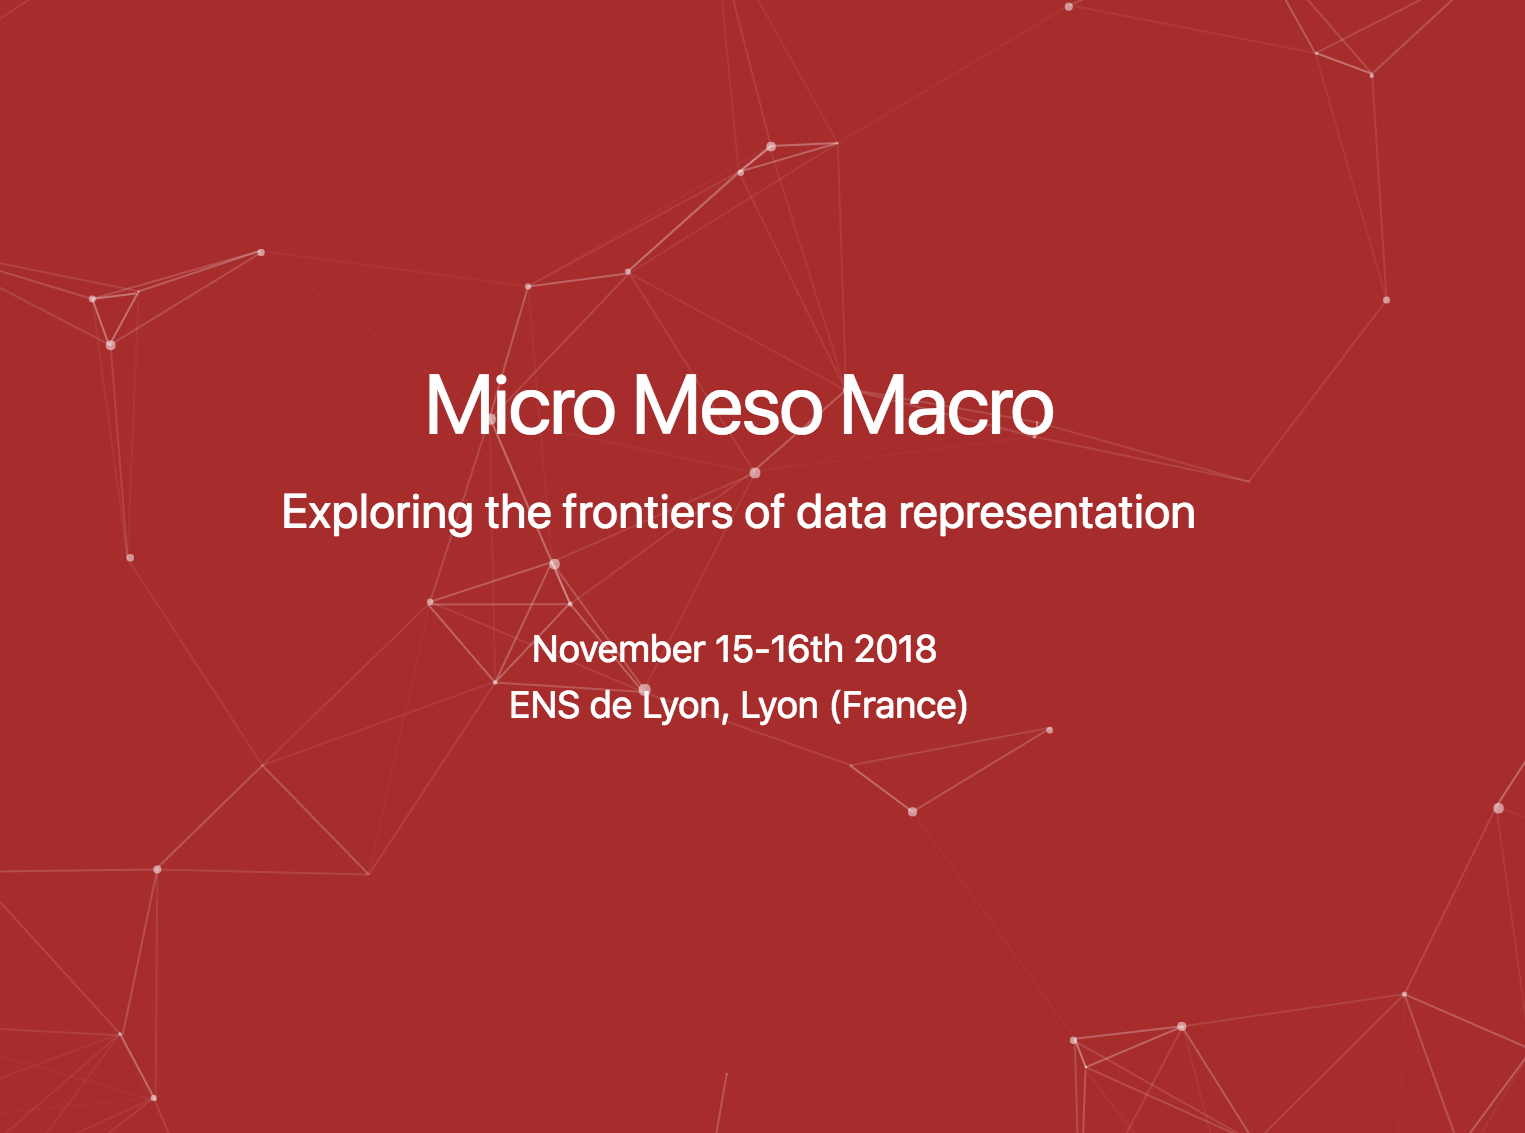 Micro Meso Macro
Exploring the frontiers of data representation
November 15-16th 2018
ENS de Lyon, Lyon (France)